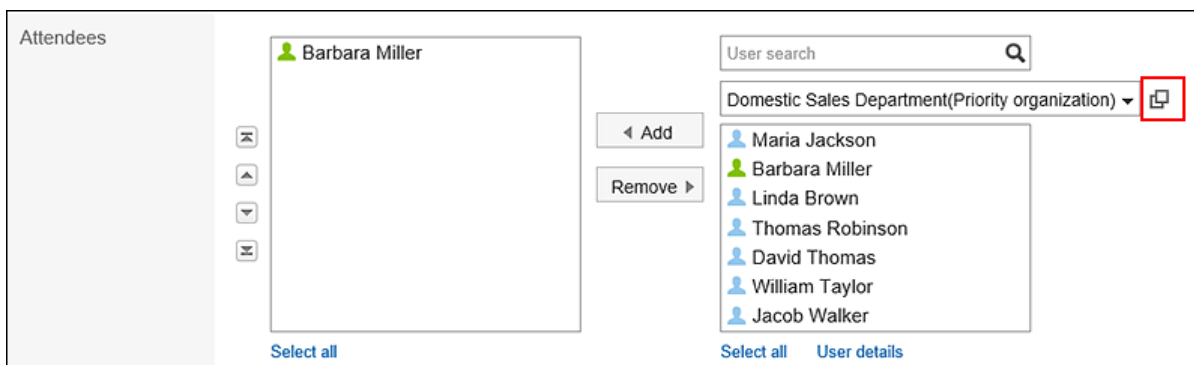 Attendees
Barbara Miller
Select all
Add
Remove
User search
Domestic Sales Department(Priority organization)
Maria Jackson
Barbara Miller
Linda Brown
Thomas Robinson
David Thomas
William Taylor
Jacob Walker
Select all User details